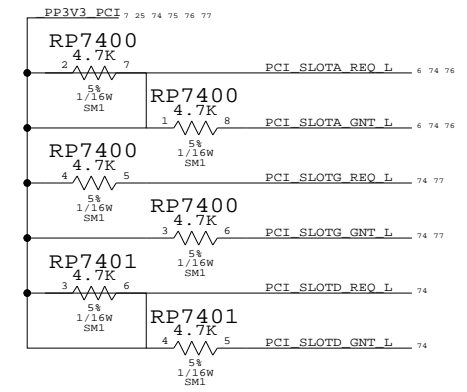 PP3V3_PCI 7 25 74 75 76 77
RP7400
4.7K
2 7 PCI_SLOTA_REQ_L 6 74 76
5%
1/16W
SM1
RP7400
4.7K
1 8 PCI_SLOTA_GNT_L 6 74 76
5%
1/16W
SM1
RP7400
4.7K
4 5 PCI_SLOTG_REQ_L 74 77
5%
1/16W
SM1
RP7400
4.7K
3 6 PCI_SLOTG_GNT_L 74 77
5%
1/16W
SM1
RP7401
4.7K
3 6 PCI_SLOTD_REQ_L 74
5%
1/16W
SM1
RP7401
4.7K
4 5 PCI_SLOTD_GNT_L 74
5%
1/16W
SM1